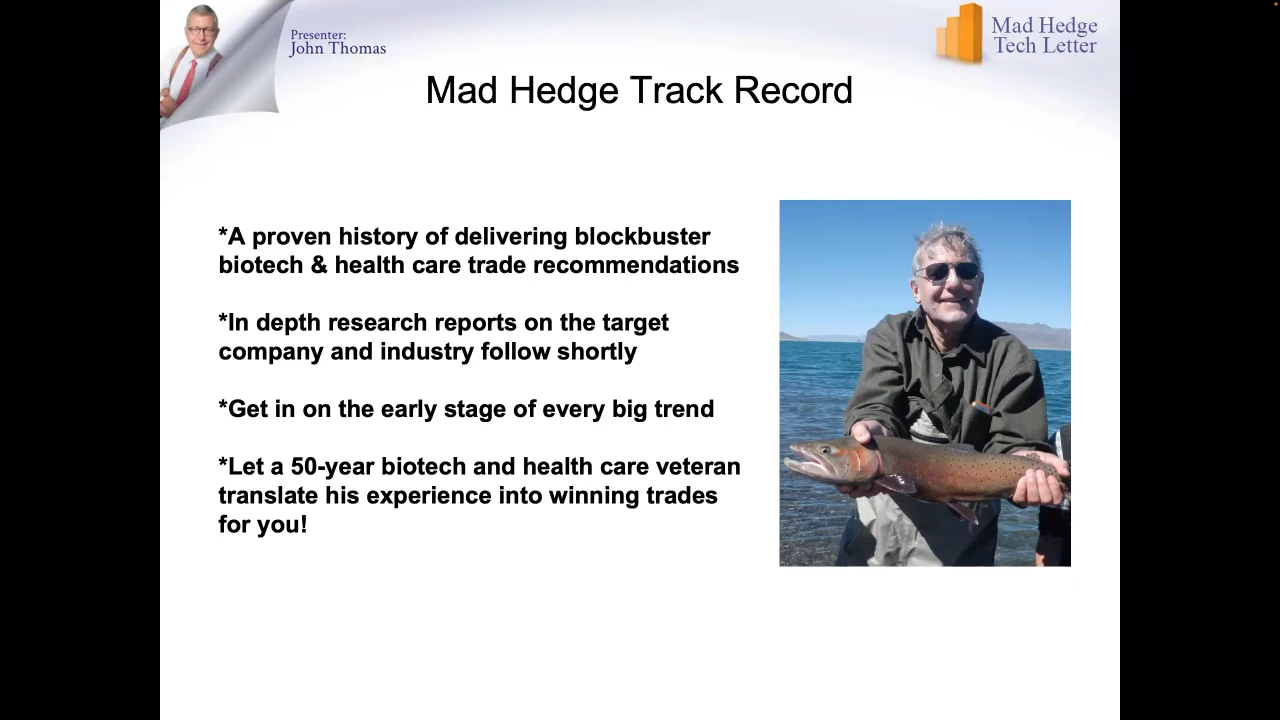 Presenter:
John Thomas
Mad Hedge
Tech Letter
Mad Hedge Track Record
*A proven history of delivering blockbuster
biotech & health care trade recommendations
*In depth research reports on the target
company and industry follow shortly
*Get in on the early stage of every big trend
*Let a 50-year biotech and health care veteran
translate his experience into winning trades
for you!